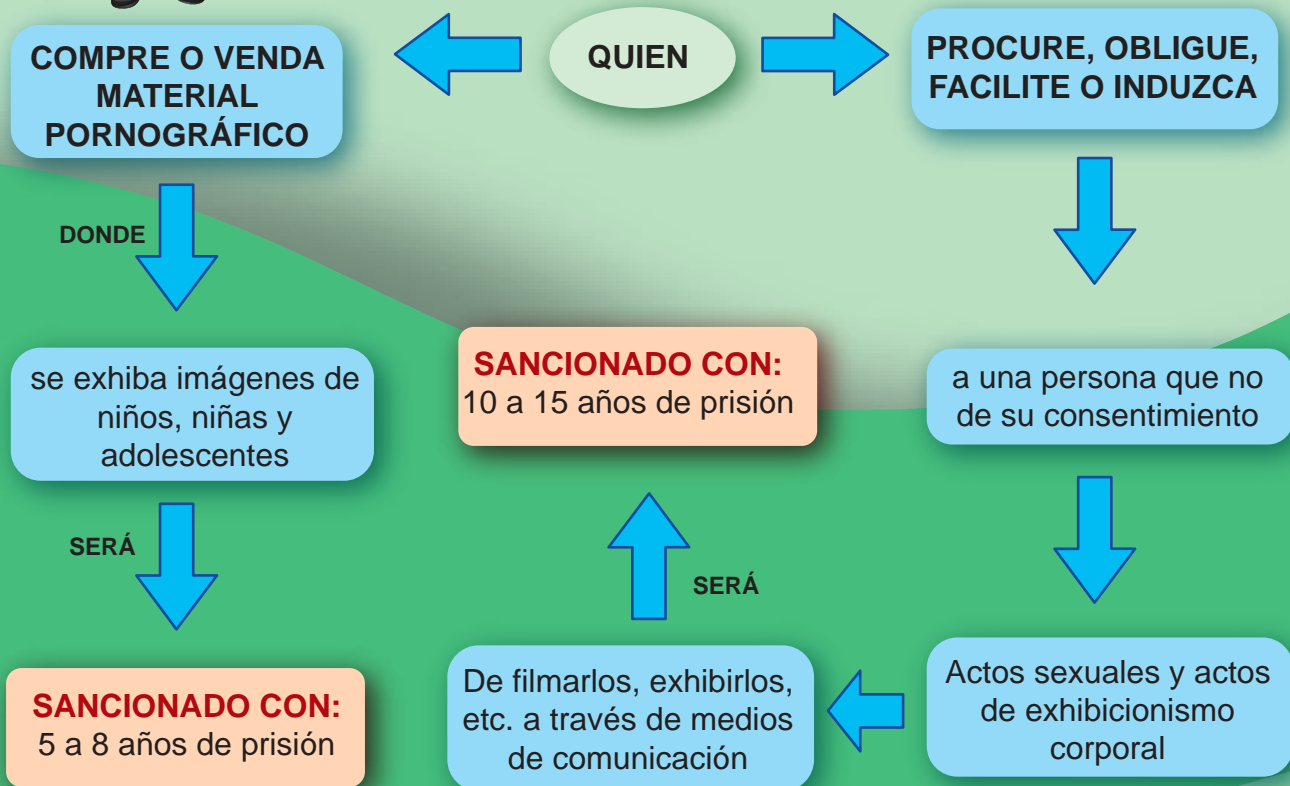 QUIEN
COMPRE O VENDA
MATERIAL
PORNOGRÁFICO
DONDE
se exhiba imágenes de
niños, niñas y
adolescentes
SERÁ
SANCIONADO CON:
5 a 8 años de prisión
PROCURE, OBLIGUE,
FACILITE O INDUZCA
a una persona que no
de su consentimiento
Actos sexuales y actos
de exhibicionismo
corporal
De filmarlos, exhibirlos,
etc. a través de medios
de comunicación
SERÁ
SANCIONADO CON:
10 a 15 años de prisión